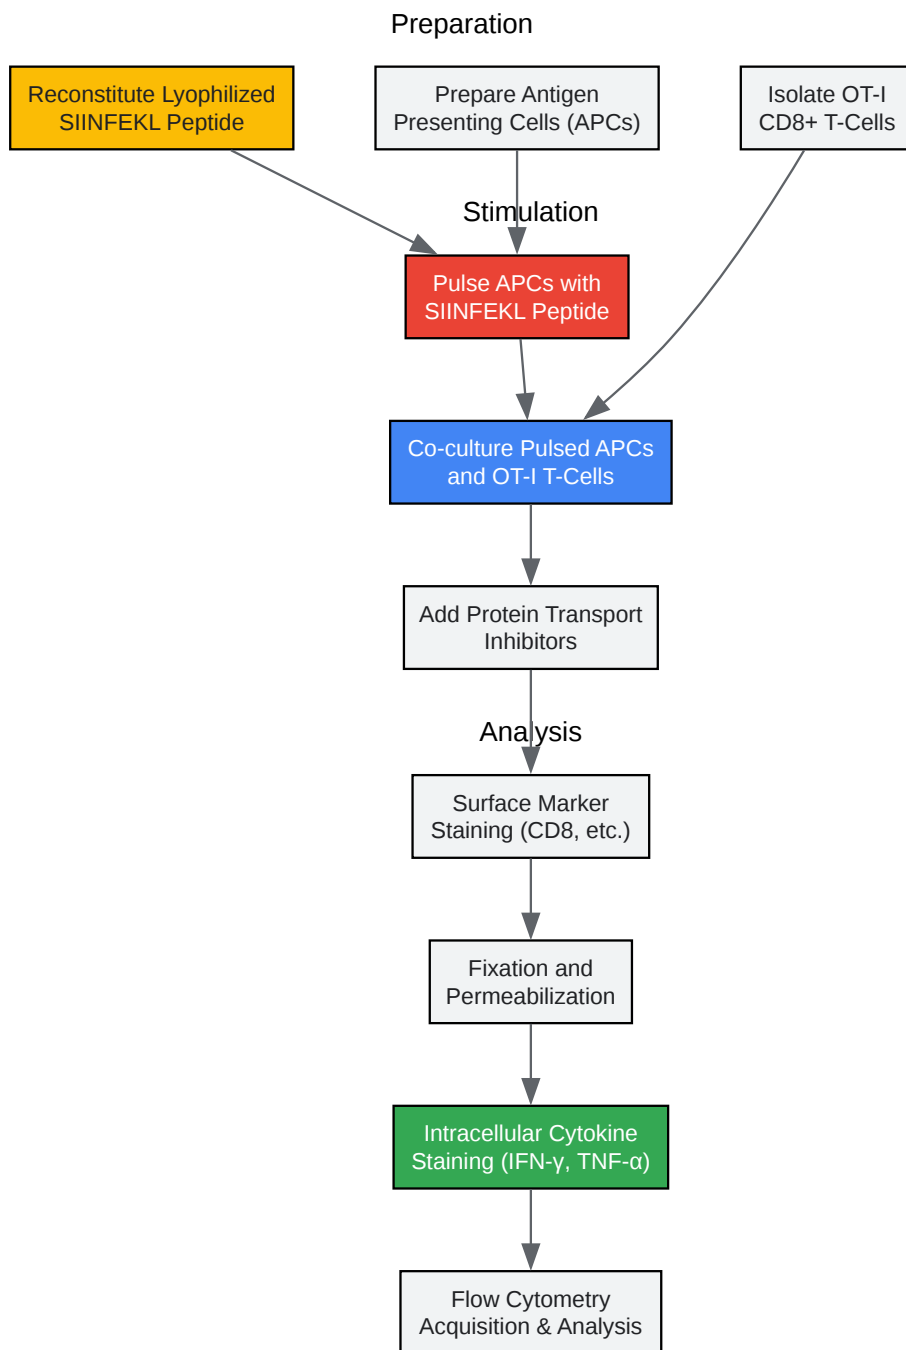 Preparation
Reconstitute Lyophilized
SIINFEKL Peptide
Prepare Antigen
Presenting Cells (APCs)
Isolate OT-I
CD8+ T-Cells
Stimulation
Pulse APCs with
SIINFEKL Peptide
Co-culture Pulsed APCs
and OT-I T-Cells
Add Protein Transport
Inhibitors
Analysis
Surface Marker
Staining (CD8, etc.)
Fixation and
Permeabilization
Intracellular Cytokine
Staining (IFN-γ, TNF-α)
Flow Cytometry
Acquisition & Analysis